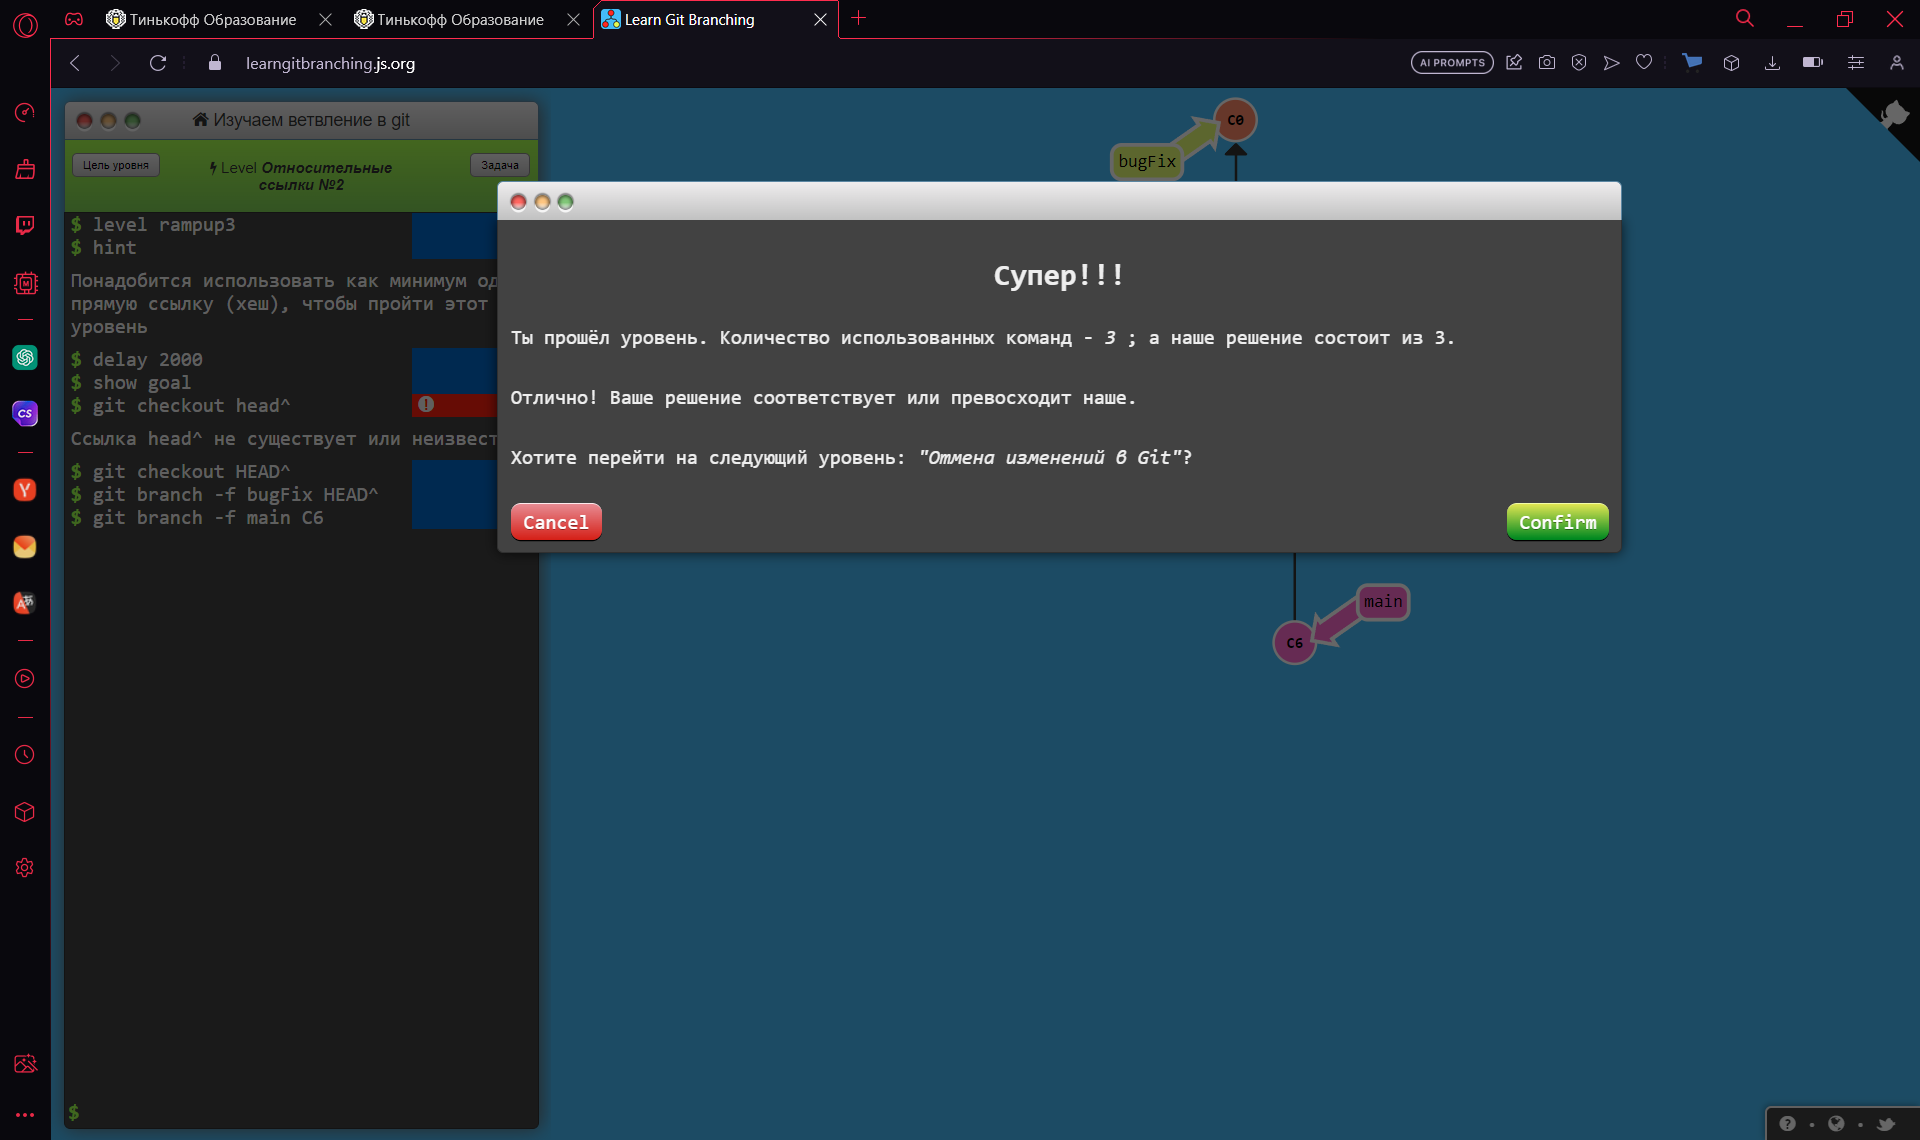 Тинькофф Образование
Тинькофф Образование
Learn Git Branching
learngitbranching.js.org
AI PROMPTS
Изучаем ветвление в git
Цель уровня
Level Относительные
ссылки №2
Задача
$ level rampup3
$ hint
Понадобится использовать как минимум од
прямую ссылку (хеш), чтобы пройти этот
уровень
$ delay 2000
$ show goal
$ git checkout head^
Ссылка head^ не существует или неизвест
$ git checkout HEAD^
$ git branch -f bugFix HEAD^
$ git branch -f main C6
$
C0
bugFix
Супер!!!
Ты прошёл уровень. Количество использованных команд - 3 ; а наше решение состоит из 3.
Отлично! Ваше решение соответствует или превосходит наше.
Хотите перейти на следующий уровень: "Отмена изменений в Git"?
Cancel
Confirm
main
C6
CS